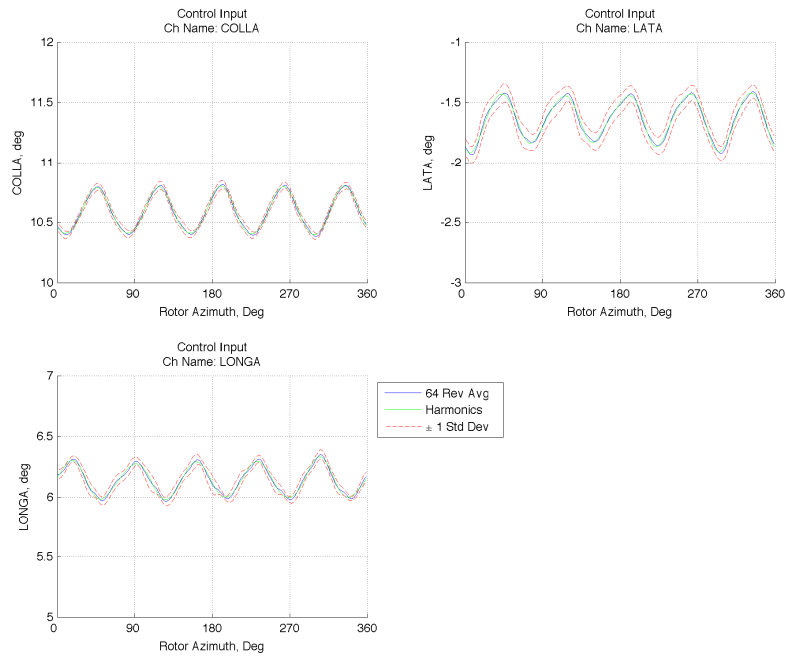 Control Input
Ch Name: COLLA
12
11.5
11
10.5
10
COLLA, deg
0 90 180 270 360
Rotor Azimuth, Deg
Control Input
Ch Name: LATA
-1
-1.5
-2
-2.5
-3
LATA, deg
0 90 180 270 360
Rotor Azimuth, Deg
Control Input
Ch Name: LONGA
7
6.5
6
5.5
5
LONGA, deg
0 90 180 270 360
Rotor Azimuth, Deg
64 Rev Avg
Harmonics
± 1 Std Dev